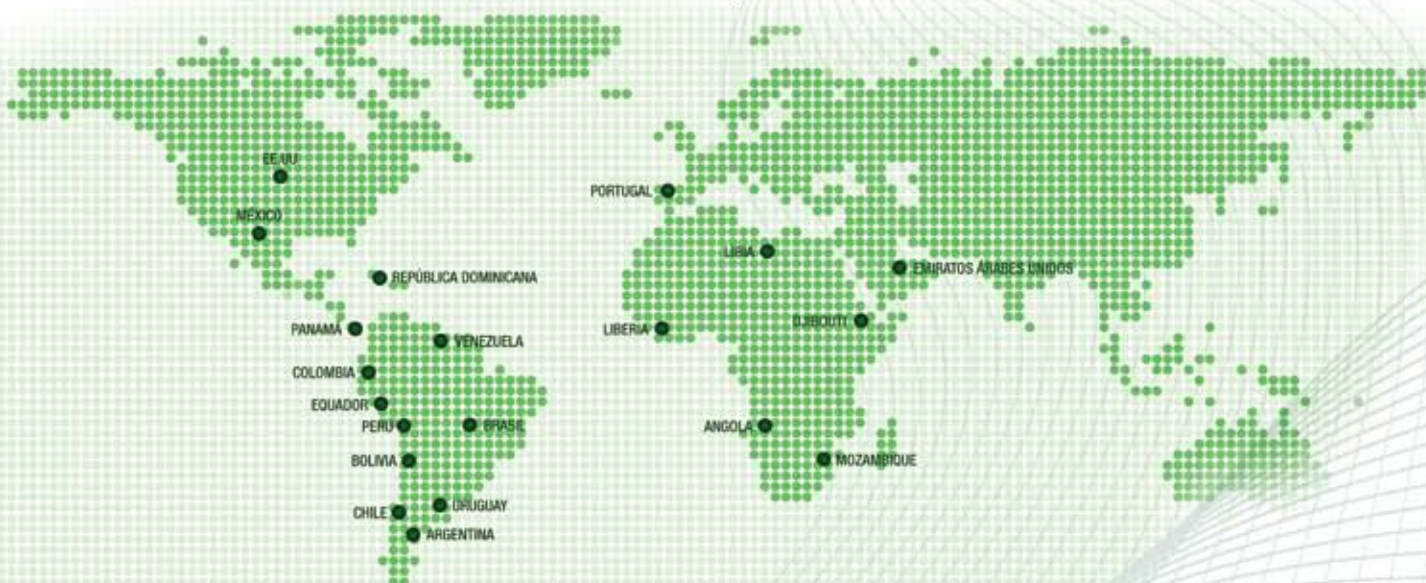 EE.UU
MÉXICO
PORTUGAL
LIBIA
EMIRATOS ÁRABES UNIDOS
REPÚBLICA DOMINICANA
PANAMÁ
VENEZUELA
LIBERIA
DJIBOUTI
COLOMBIA
EQUADOR
PERÚ
BRASIL
ANGOLA
BOLIVIA
MOZAMBIQUE
CHILE
URUGUAY
ARGENTINA